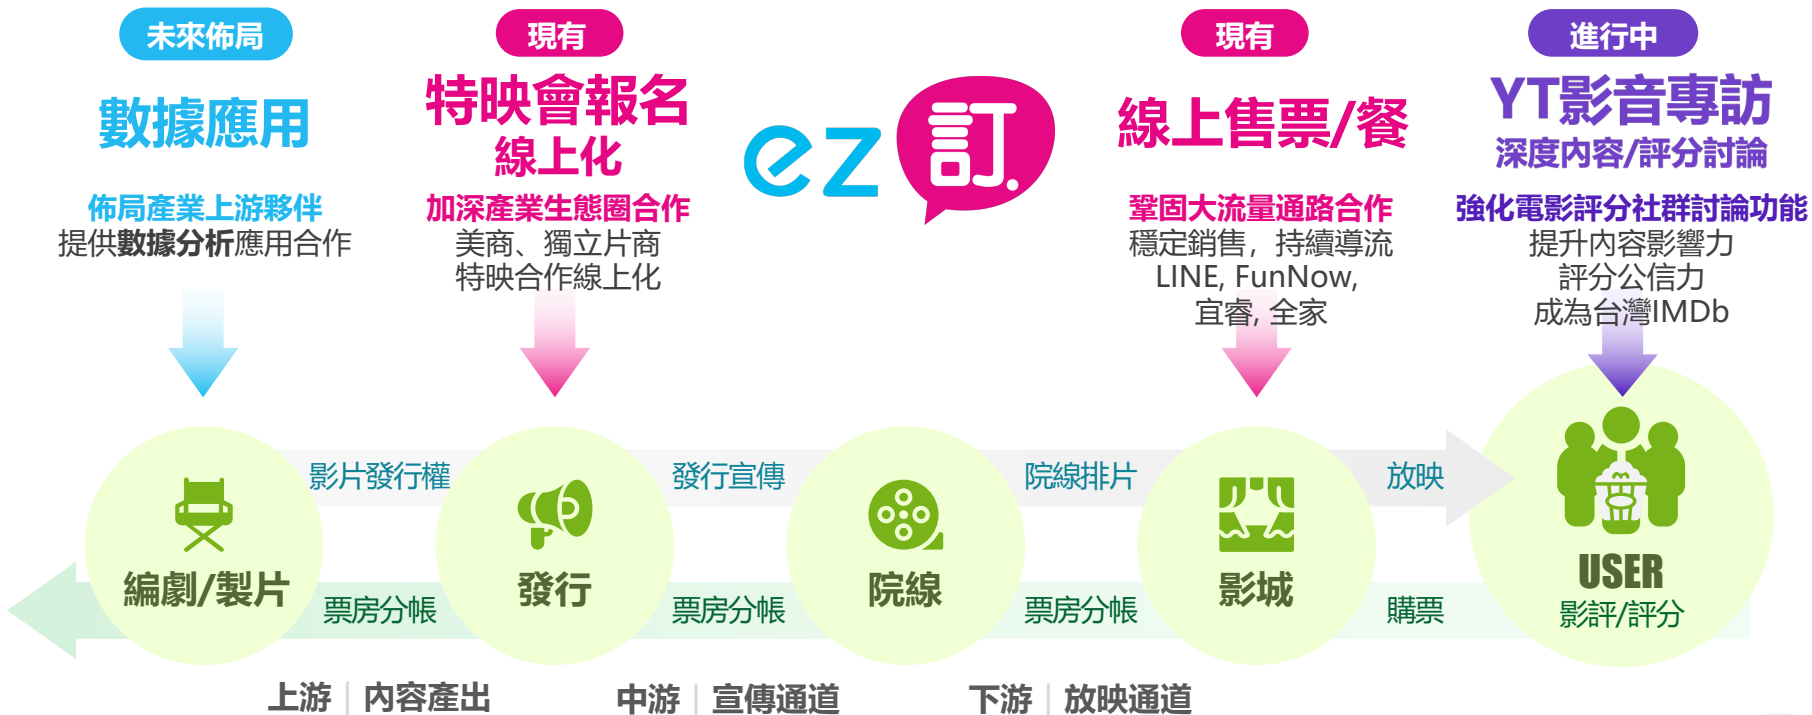 未來佈局
數據應用
佈局產業上游夥伴
提供數據分析應用合作
現有
特映會報名
線上化
加深產業生態圈合作
美商、獨立片商
特映合作線上化
ez訂
現有
線上售票/餐
鞏固大流量通路合作
穩定銷售，持續導流
LINE, FunNow,
宜睿, 全家
進行中
YT影音專訪
深度內容/評分討論
強化電影評分社群討論功能
提升內容影響力
評分公信力
成為台灣IMDb
影片發行權
發行宣傳
院線排片
放映
編劇/製片
發行
院線
影城
USER
影評/評分
票房分帳
票房分帳
票房分帳
購票
上游｜內容產出
中游｜宣傳通道
下游｜放映通道